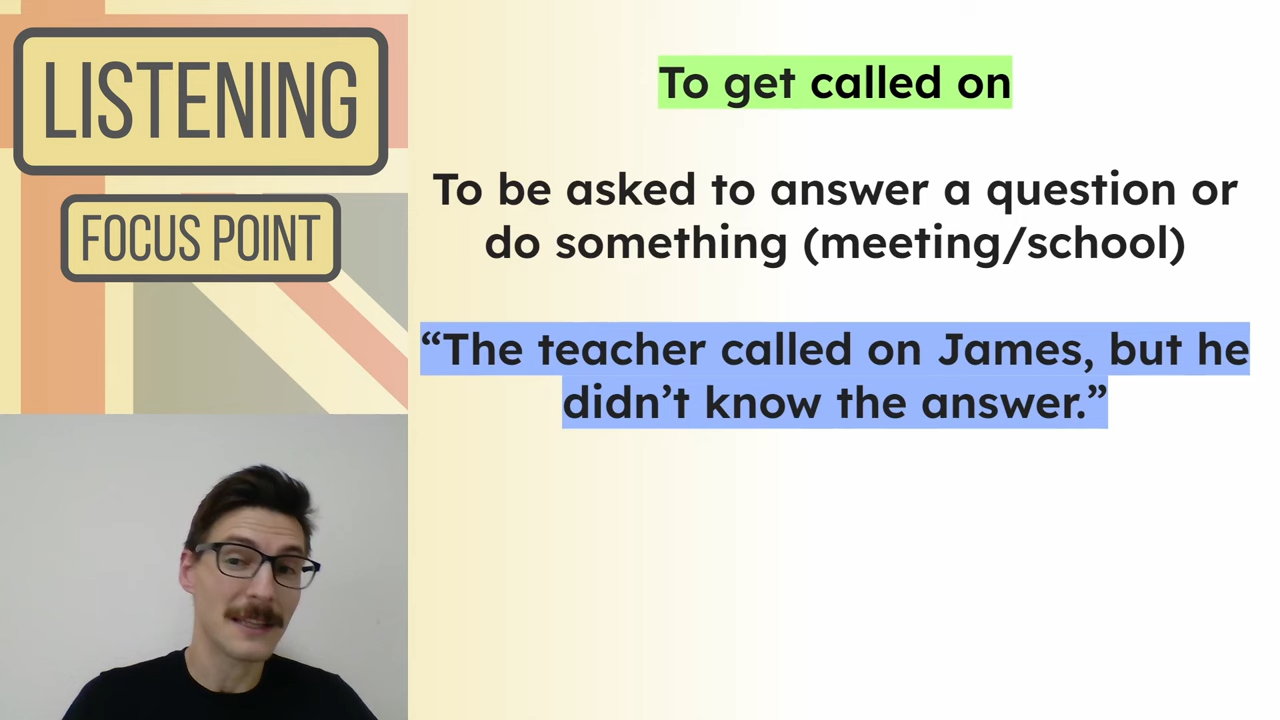 LISTENING
FOCUS POINT
To get called on
To be asked to answer a question or
do something (meeting/school)
“The teacher called on James, but he
didn’t know the answer.”